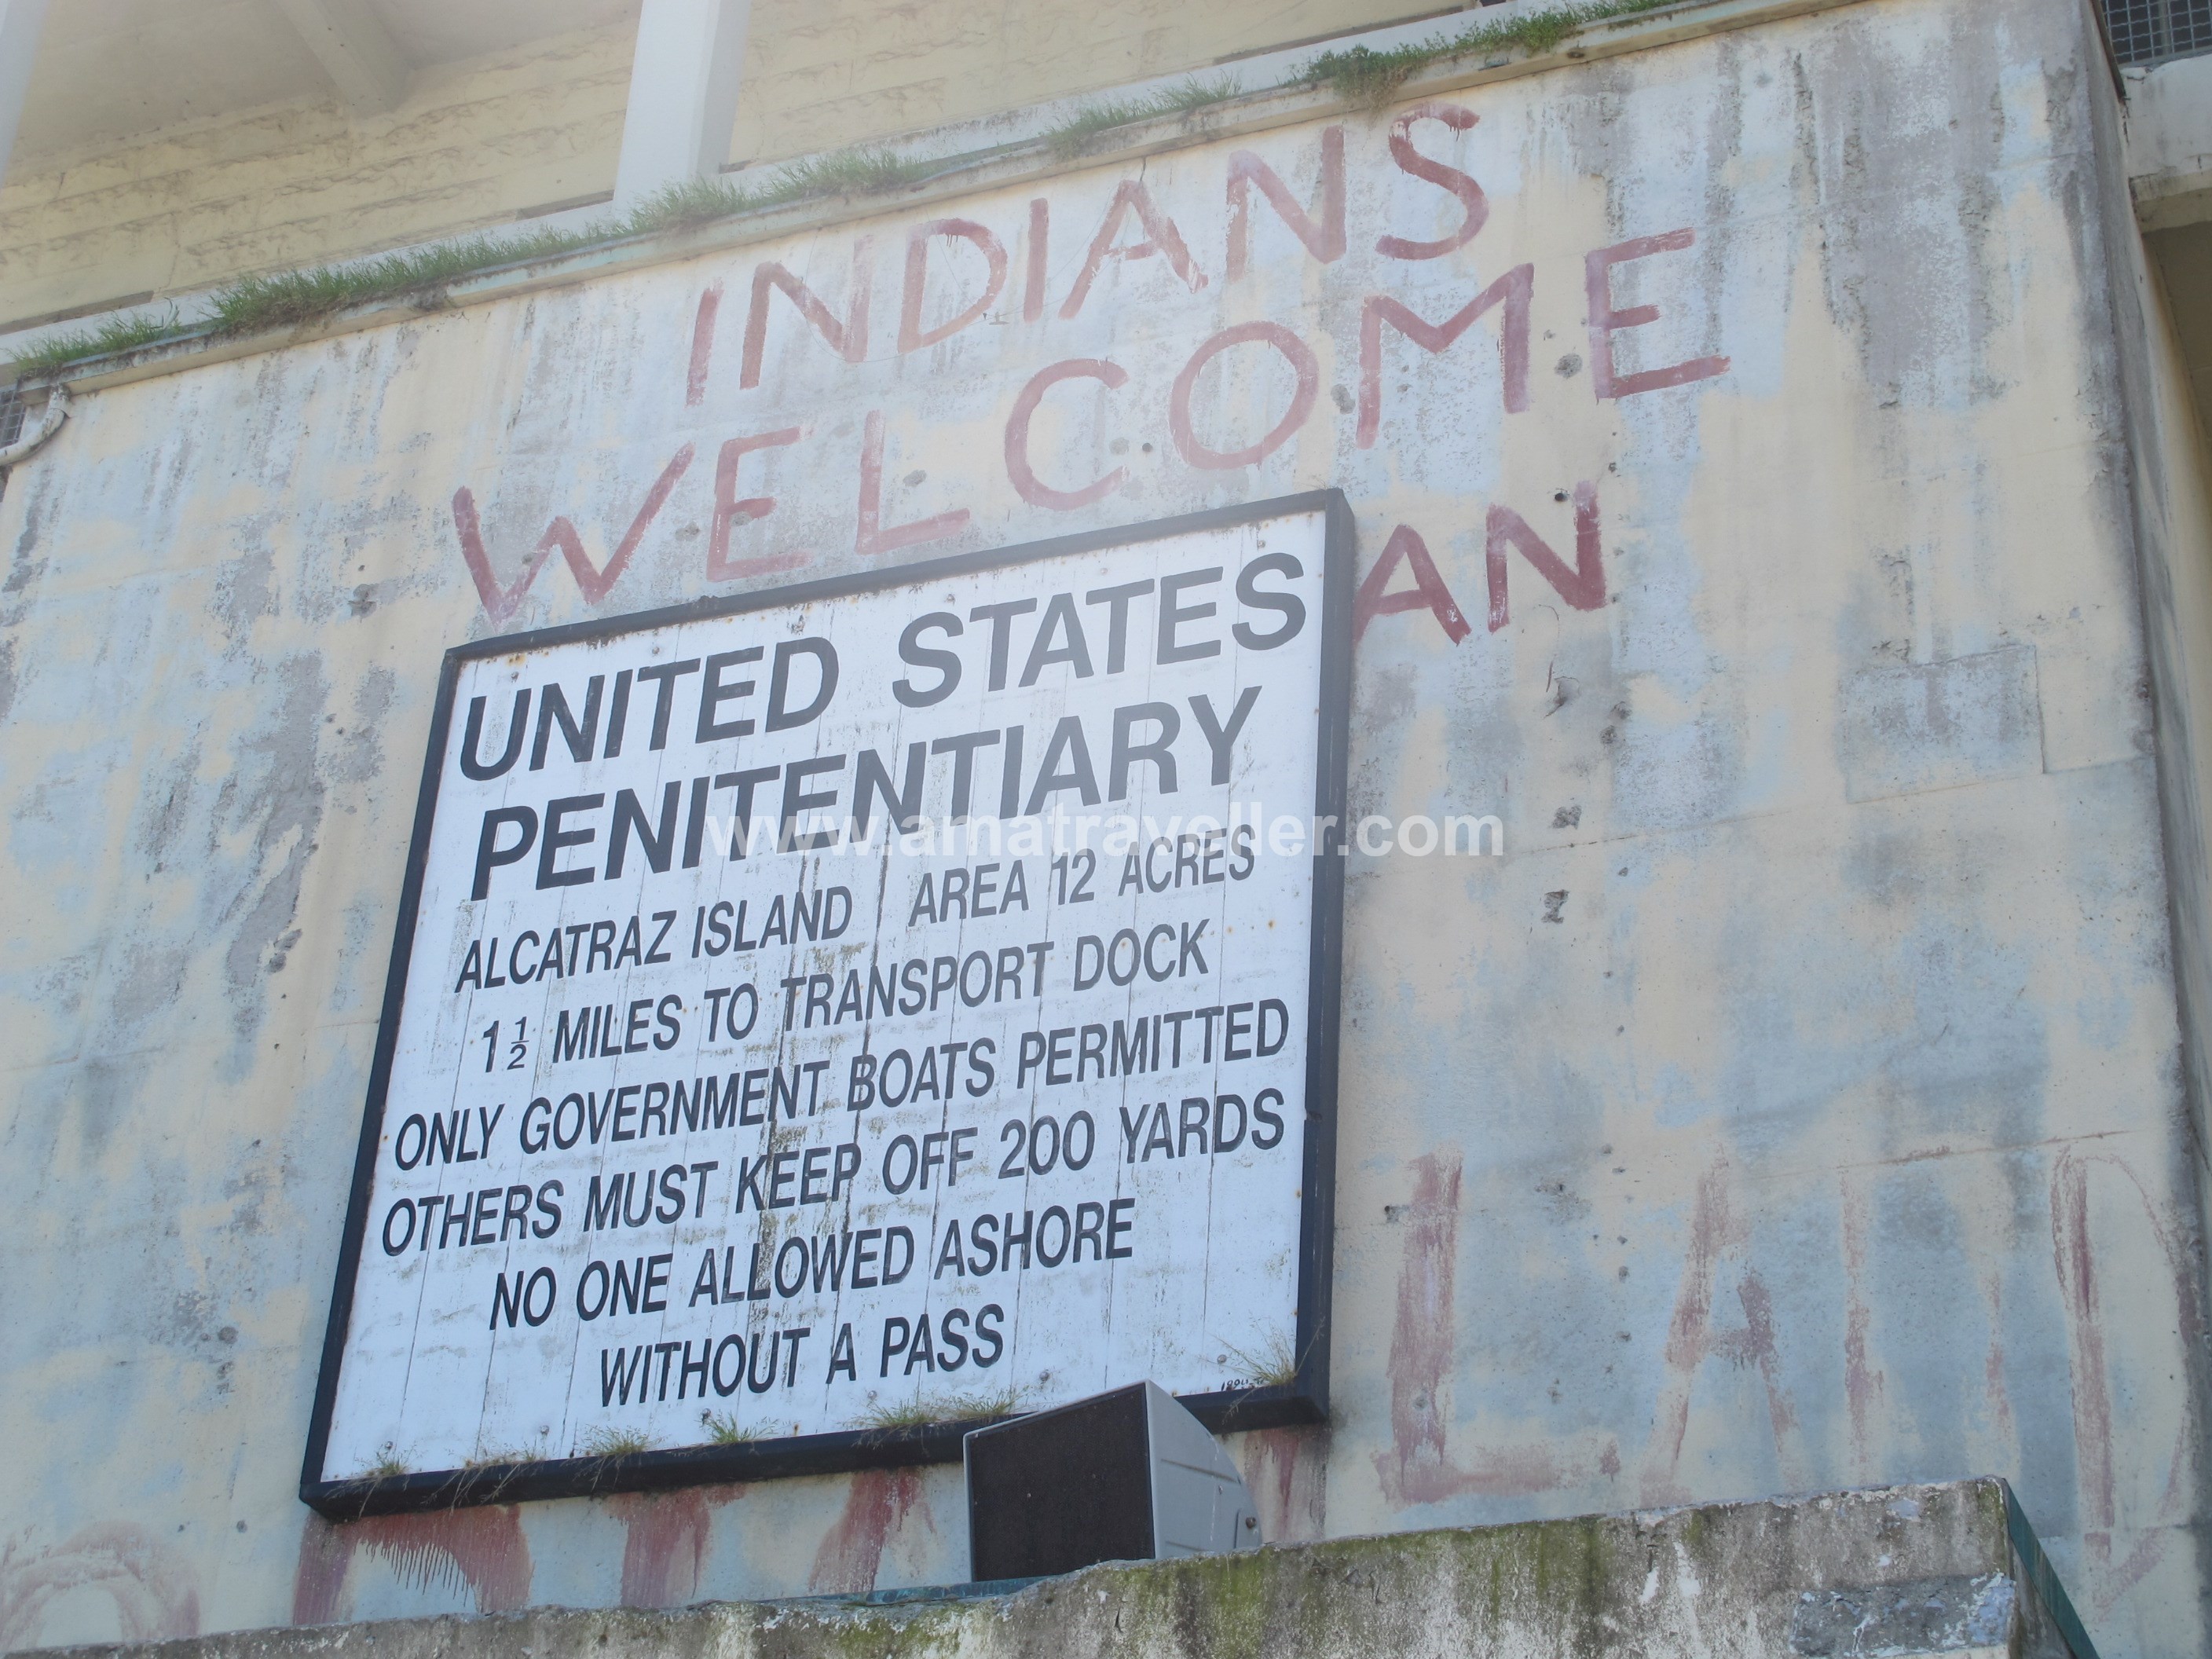 INDIANS
WELCOME
AN
UNITED STATES
PENITENTIARY
ALCATRAZ ISLAND AREA 12 ACRES
1½ MILES TO TRANSPORT DOCK
ONLY GOVERNMENT BOATS PERMITTED
OTHERS MUST KEEP OFF 200 YARDS
NO ONE ALLOWED ASHORE
WITHOUT A PASS
www.amatraveller.com
LAND